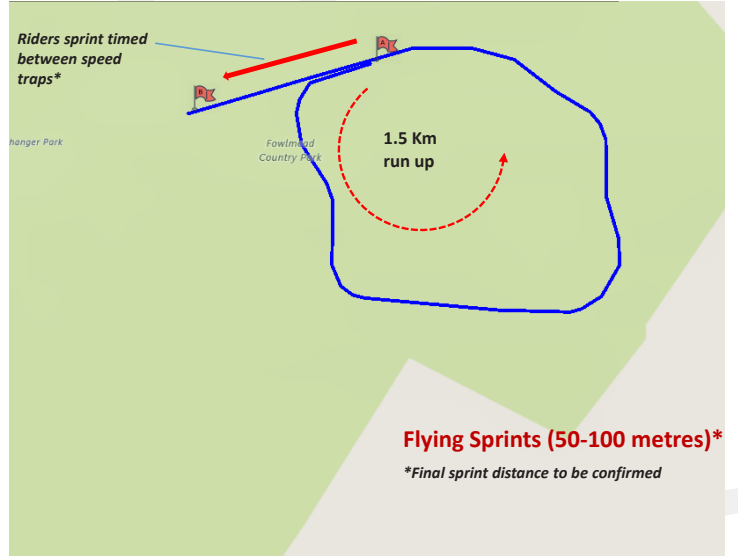 Riders sprint timed
between speed
traps*
A
B
hanger Park
Fowlmead
Country Park
1.5 Km
run up
Flying Sprints (50-100 metres)*
*Final sprint distance to be confirmed